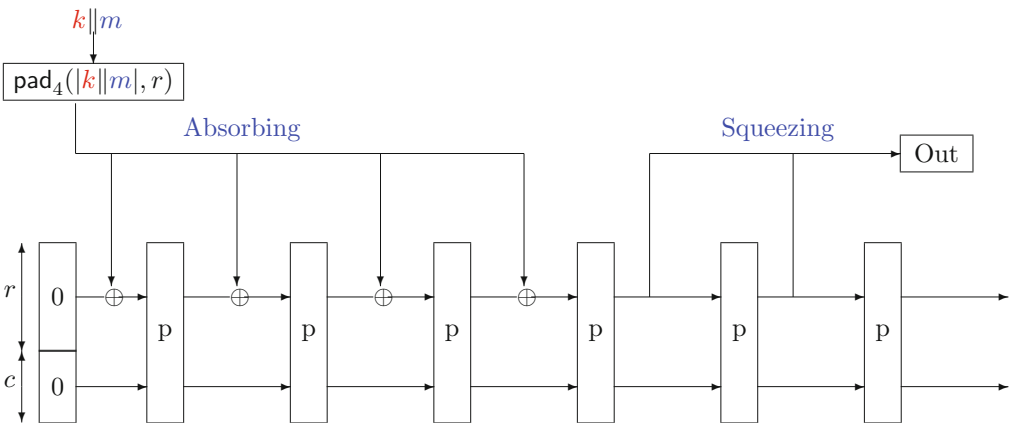 k‖m
pad₄(|k‖m|, r)
Absorbing
Squeezing
Out
r
0
⊕
⊕
⊕
⊕
p
p
p
p
p
p
c
0